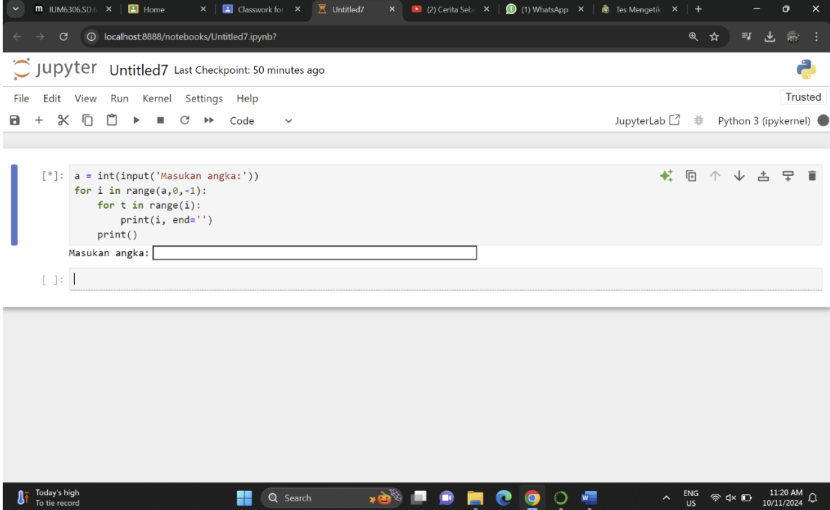 IUM6306.SD.
Home
Classwork for
Untitled7
(2) Cerita Seb
(1) WhatsApp
Tes Mengetik
localhost:8888/notebooks/Untitled7.ipynb?
jupyter Untitled7 Last Checkpoint: 50 minutes ago
File Edit View Run Kernel Settings Help
Trusted
Code
JupyterLab
Python 3 (ipykernel)
[*]: a = int(input('Masukan angka:'))
for i in range(a,0,-1):
    for t in range(i):
        print(i, end='')
    print()
Masukan angka:
[ ]:
Today's high
To tie record
Search
ENG
US
11:20 AM
10/11/2024